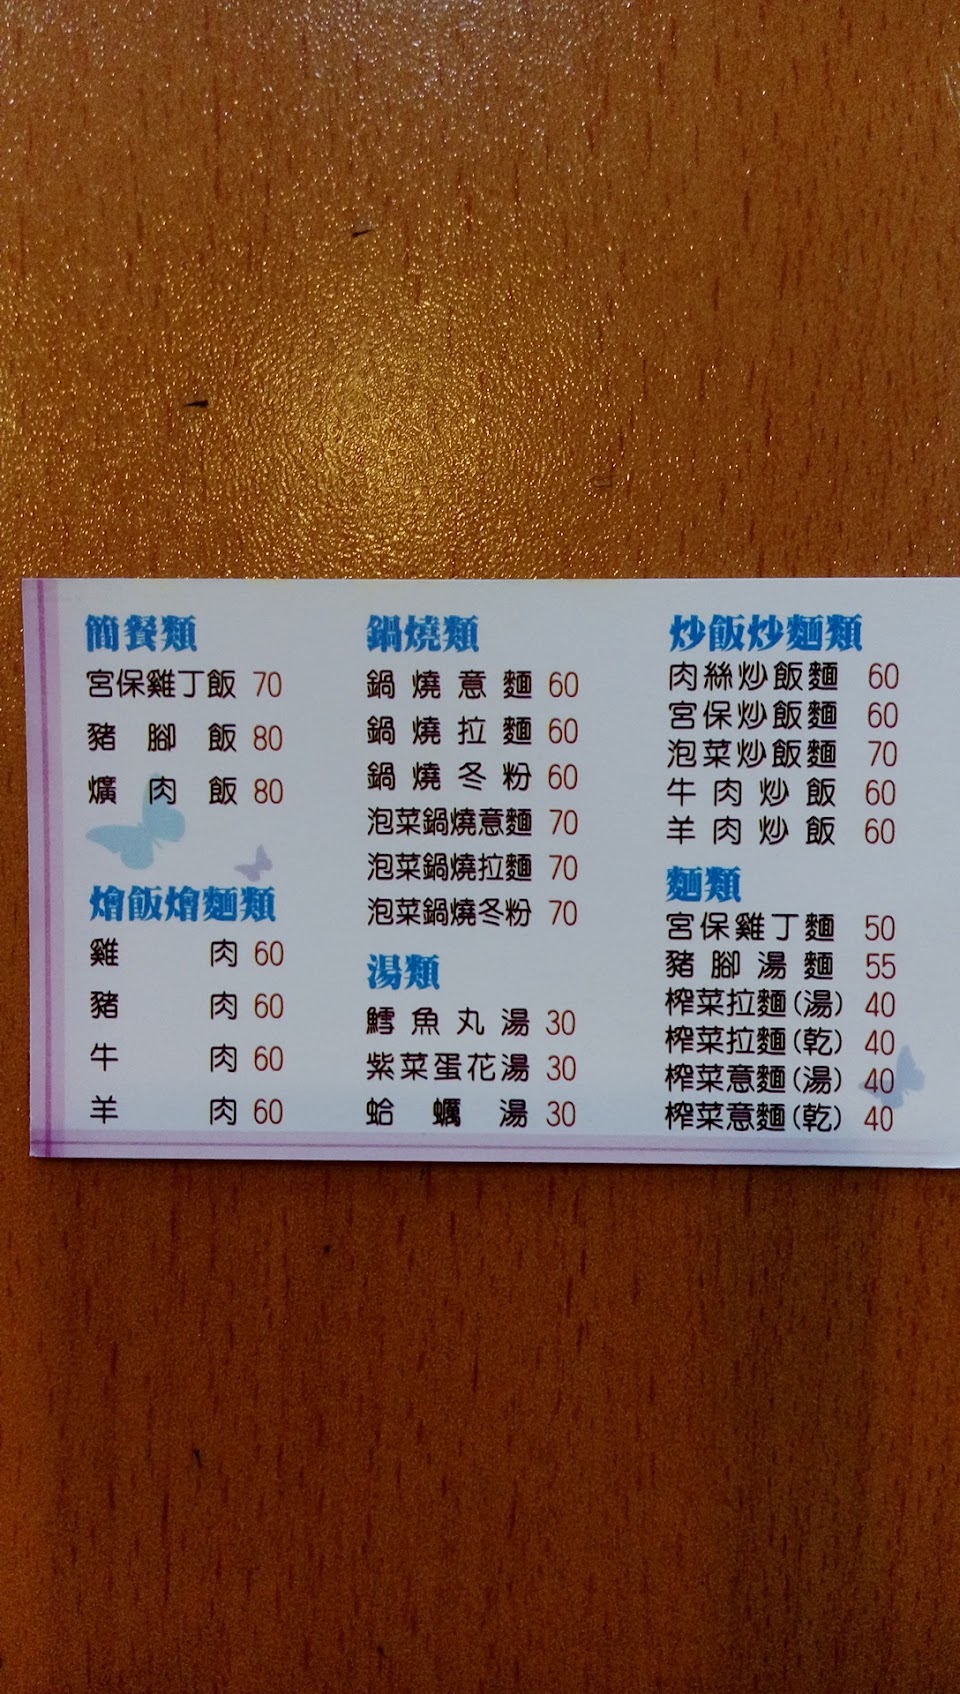 簡餐類
宮保雞丁飯 70
豬腳飯 80
爌肉飯 80
燴飯燴麵類
雞肉 60
豬肉 60
牛肉 60
羊肉 60
鍋燒類
鍋燒意麵 60
鍋燒拉麵 60
鍋燒冬粉 60
泡菜鍋燒意麵 70
泡菜鍋燒拉麵 70
泡菜鍋燒冬粉 70
湯類
鱈魚丸湯 30
紫菜蛋花湯 30
蛤蠣湯 30
炒飯炒麵類
肉絲炒飯麵 60
宮保炒飯麵 60
泡菜炒飯麵 70
牛肉炒飯 60
羊肉炒飯 60
麵類
宮保雞丁麵 50
豬腳湯麵 55
榨菜拉麵(湯) 40
榨菜拉麵(乾) 40
榨菜意麵(湯) 40
榨菜意麵(乾) 40